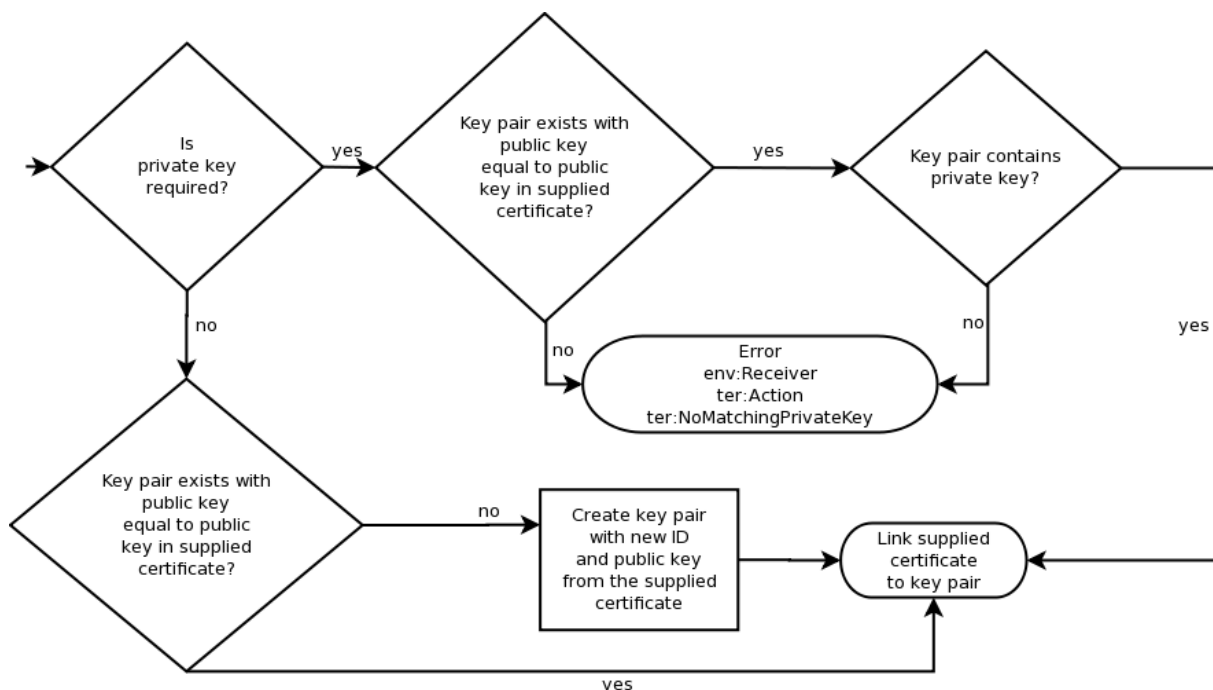 Is
private key
required?
yes
Key pair exists with
public key
equal to public
key in supplied
certificate?
yes
Key pair contains
private key?
yes
no
no
no
Error
env:Receiver
ter:Action
ter:NoMatchingPrivateKey
Key pair exists with
public key
equal to public
key in supplied
certificate?
no
Create key pair
with new ID
and public key
from the supplied
certificate
Link supplied
certificate
to key pair
yes